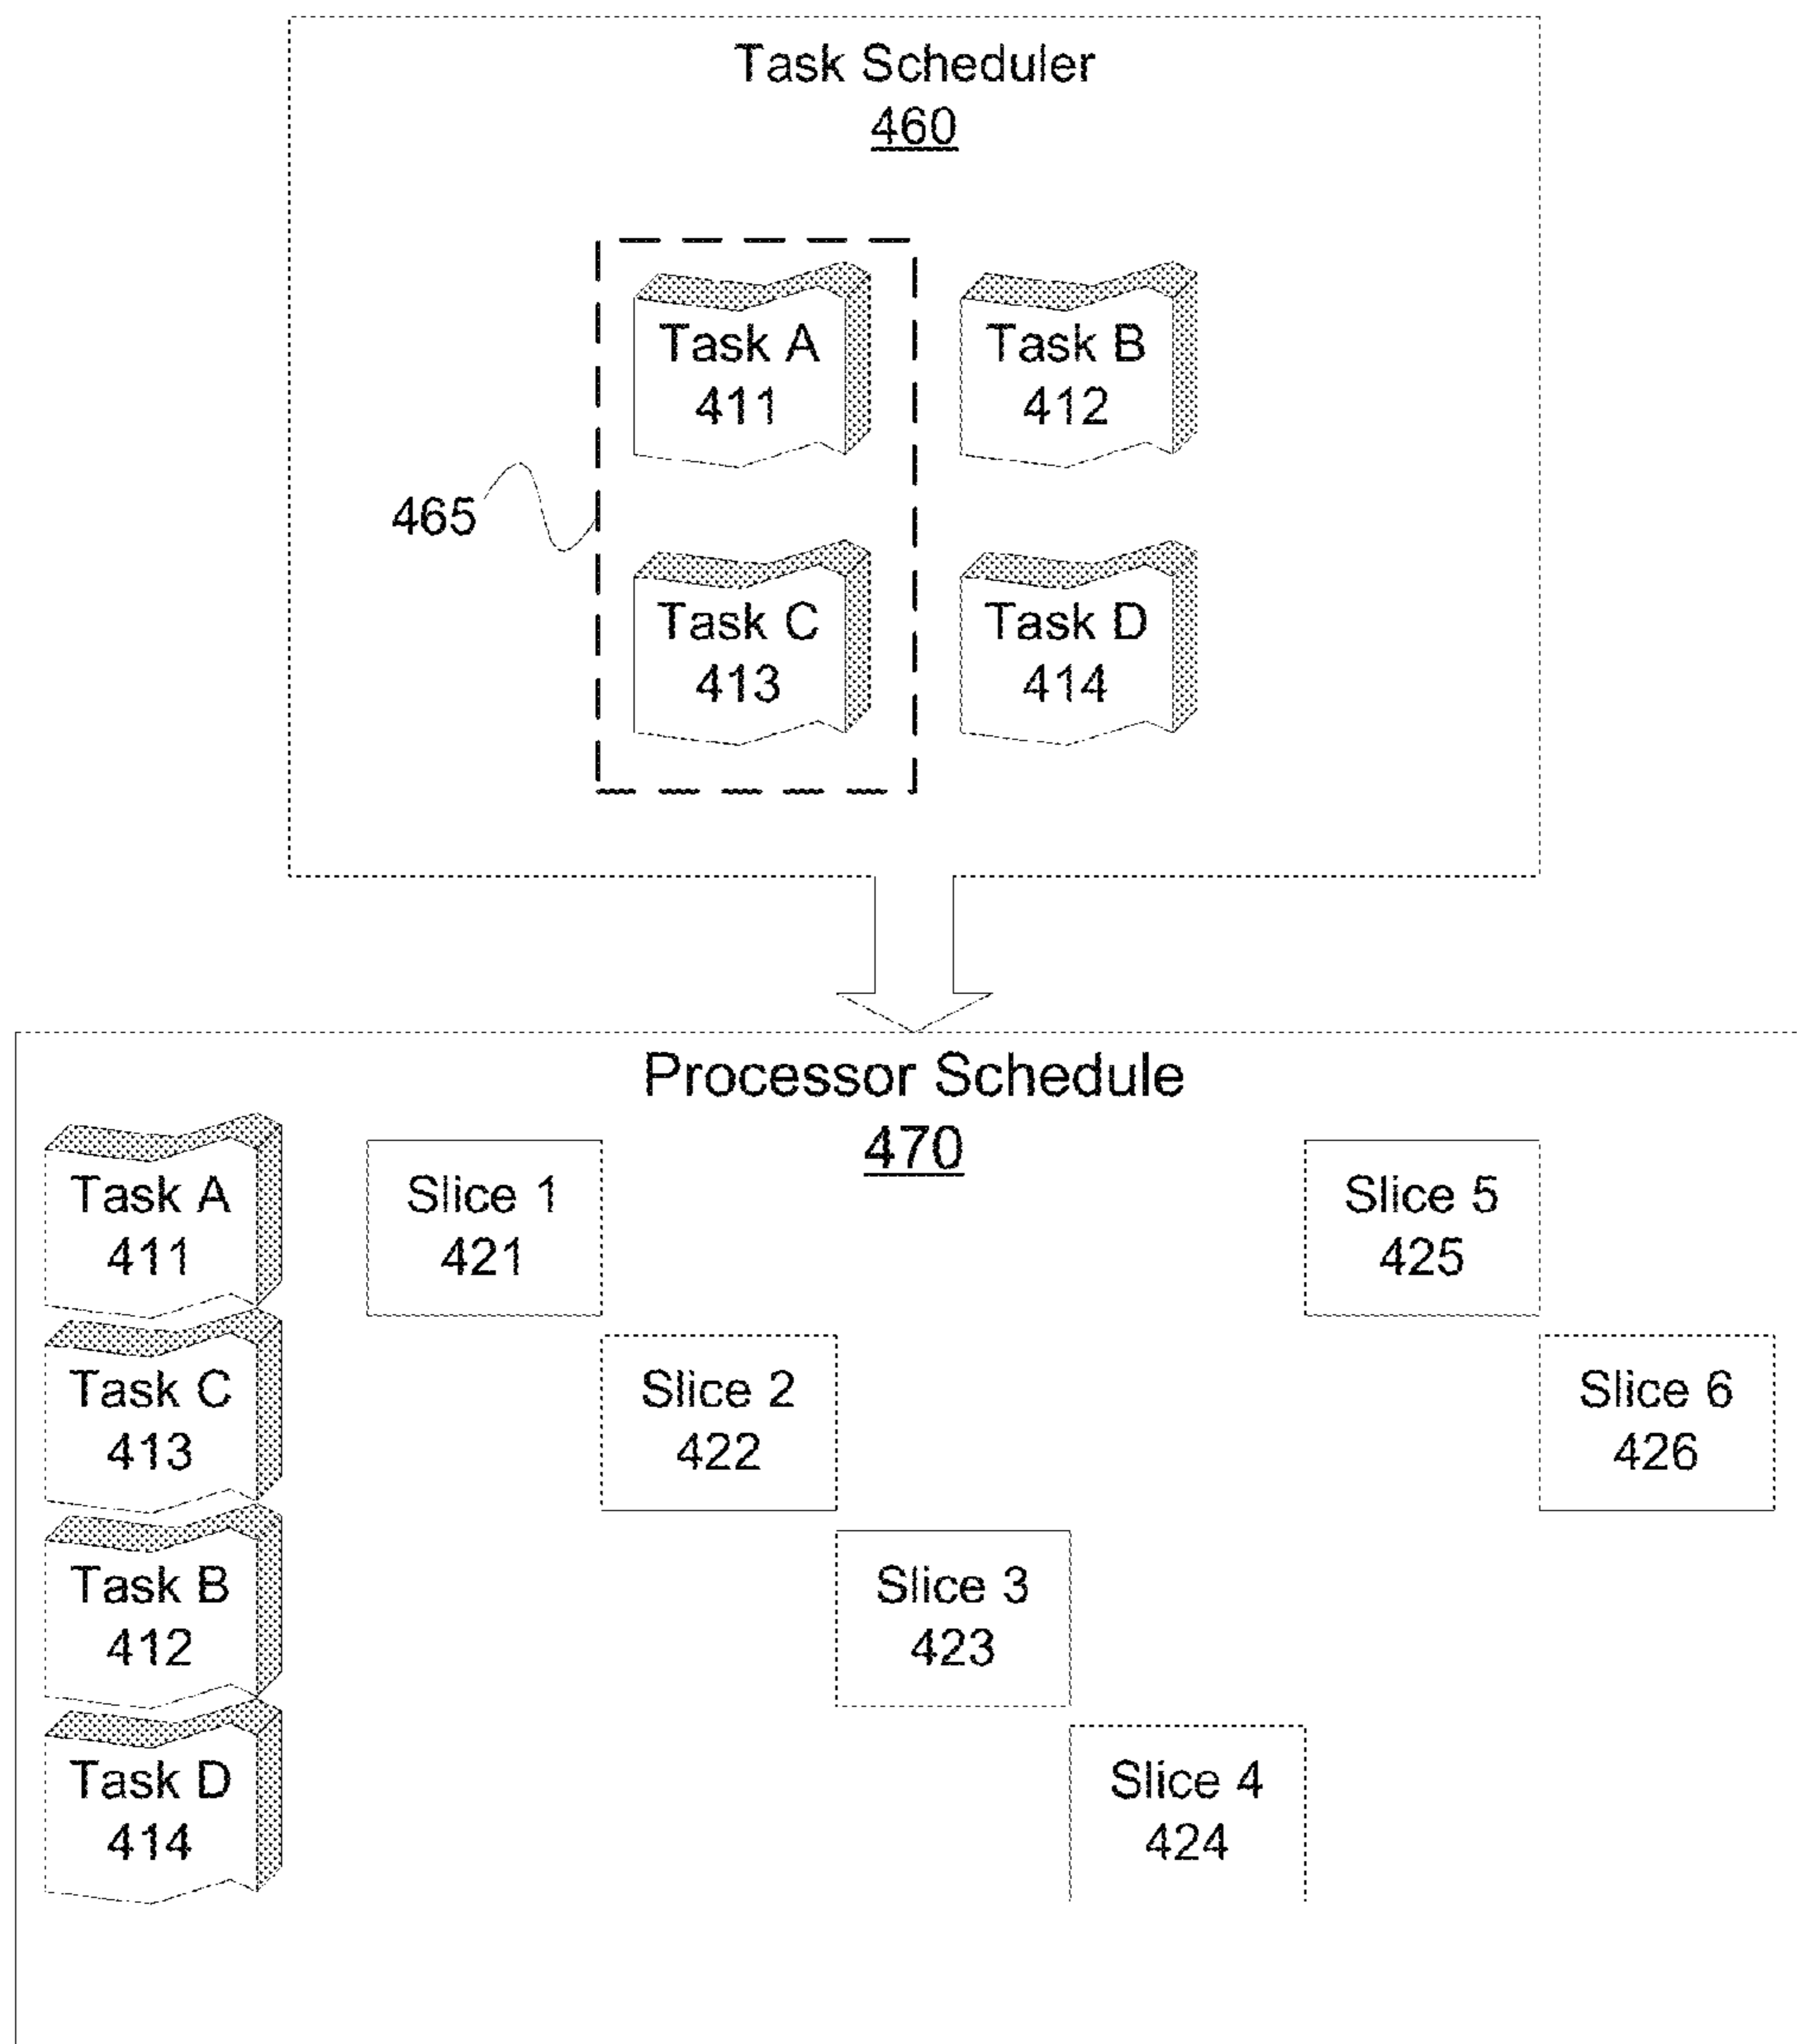 Task Scheduler
460
Task A
411
Task B
412
465
Task C
413
Task D
414
Processor Schedule
470
Task A
411
Slice 1
421
Slice 5
425
Task C
413
Slice 2
422
Slice 6
426
Task B
412
Slice 3
423
Task D
414
Slice 4
424